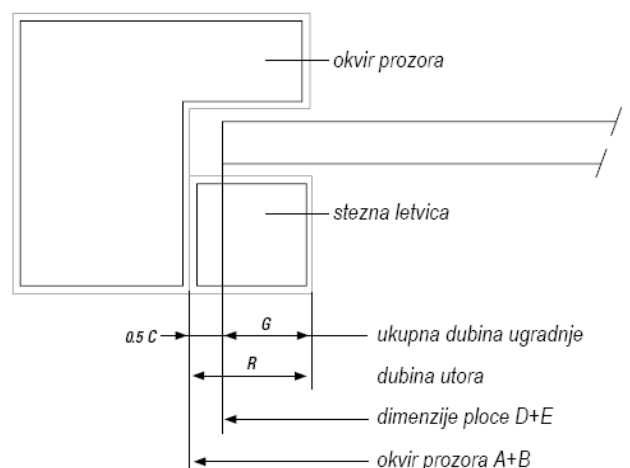 okvir prozora
stezna letvica
0.5 C
G
ukupna dubina ugradnje
R
dubina utora
dimenzije ploce D+E
okvir prozora A+B